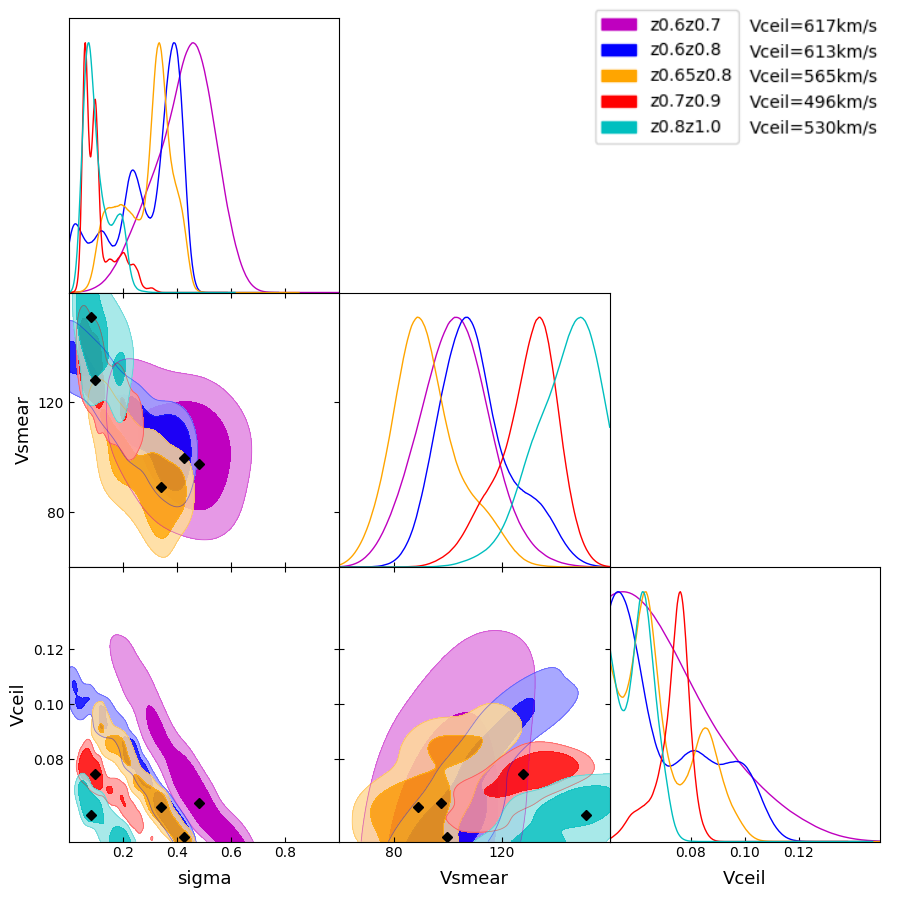 z0.6z0.7 Vceil=617km/s
z0.6z0.8 Vceil=613km/s
z0.65z0.8 Vceil=565km/s
z0.7z0.9 Vceil=496km/s
z0.8z1.0 Vceil=530km/s
120
80
Vsmear
0.12
0.10
0.08
Vceil
0.2 0.4 0.6 0.8
80 120
0.08 0.10 0.12
sigma
Vsmear
Vceil